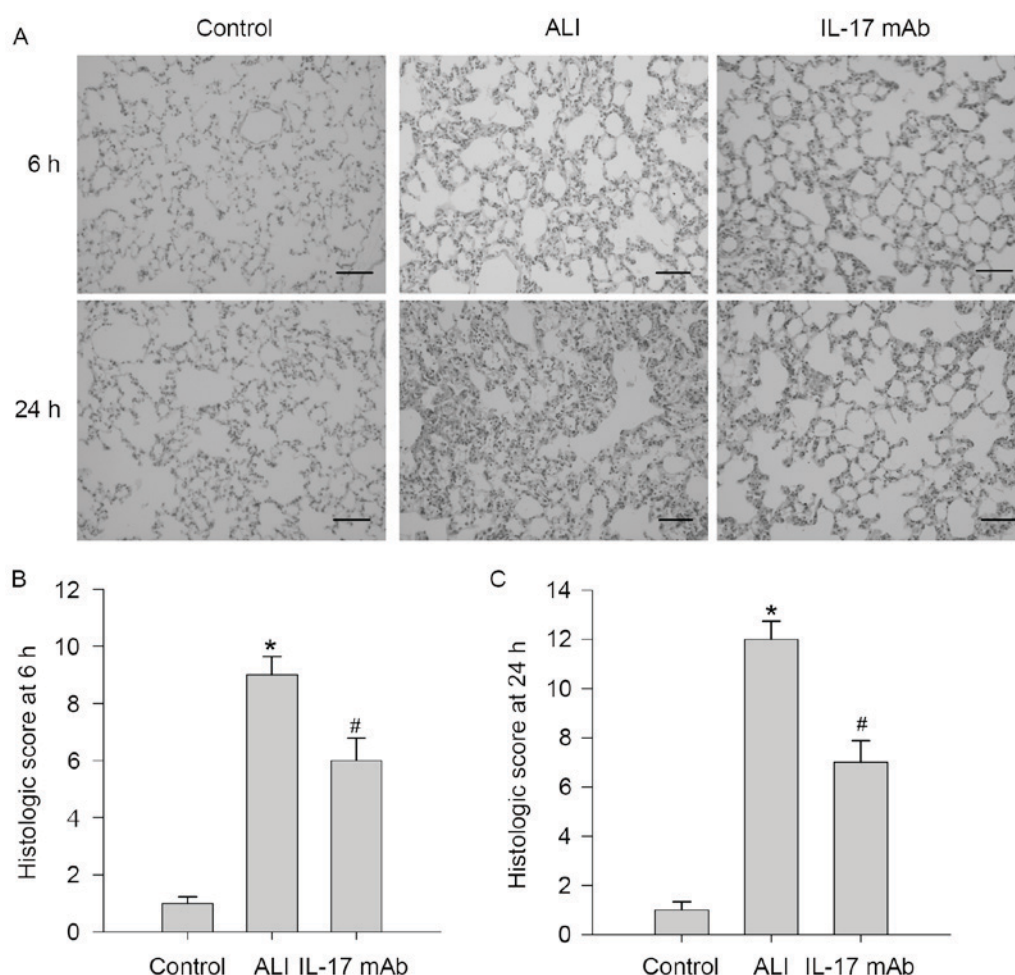 A
Control
ALI
IL-17 mAb
6 h
24 h
B
Histologic score at 6 h
12
10
8
6
4
2
0
*
#
Control
ALI
IL-17 mAb
C
Histologic score at 24 h
14
12
10
8
6
4
2
0
*
#
Control
ALI
IL-17 mAb